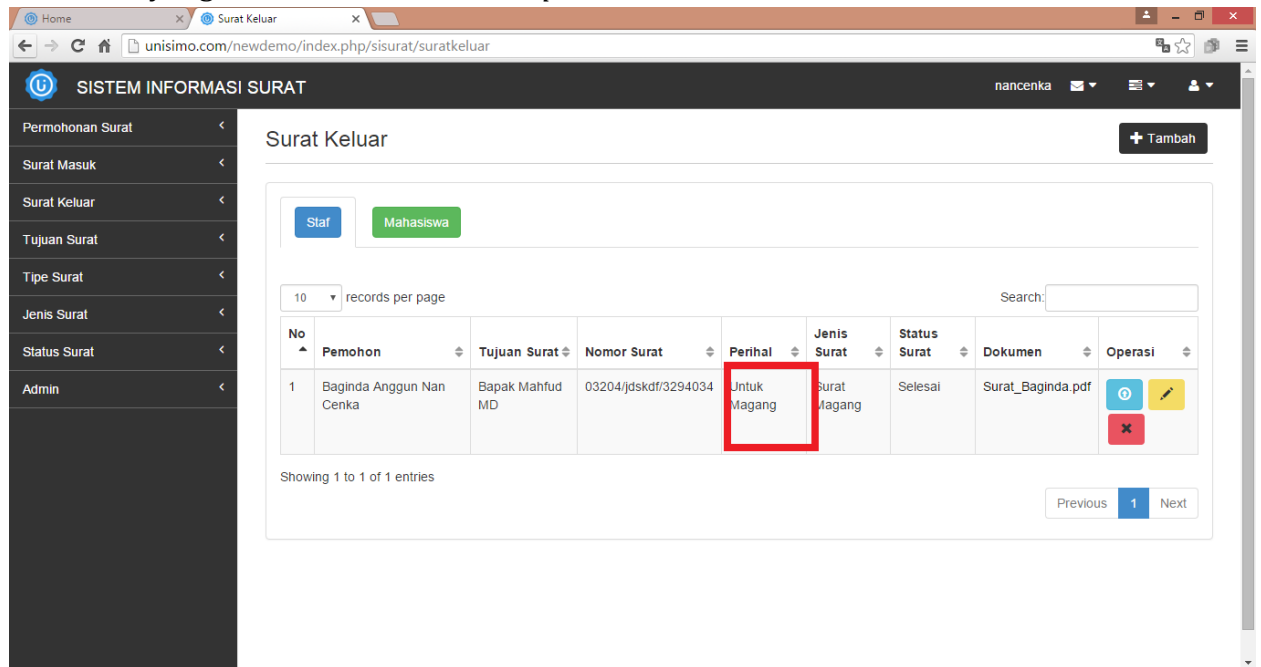 Home
Surat Keluar
unisimo.com/newdemo/index.php/sisurat/suratkeluar
SISTEM INFORMASI SURAT
nancenka
Permohonan Surat
Surat Masuk
Surat Keluar
Tujuan Surat
Tipe Surat
Jenis Surat
Status Surat
Admin
Surat Keluar
Tambah
Staf
Mahasiswa
10 records per page
Search:
No Pemohon Tujuan Surat Nomor Surat Perihal Jenis Surat Status Surat Dokumen Operasi
1 Baginda Anggun Nan Cenka Bapak Mahfud MD 03204/jdskdf/3294034 Untuk Magang Surat Magang Selesai Surat_Baginda.pdf
Showing 1 to 1 of 1 entries
Previous 1 Next